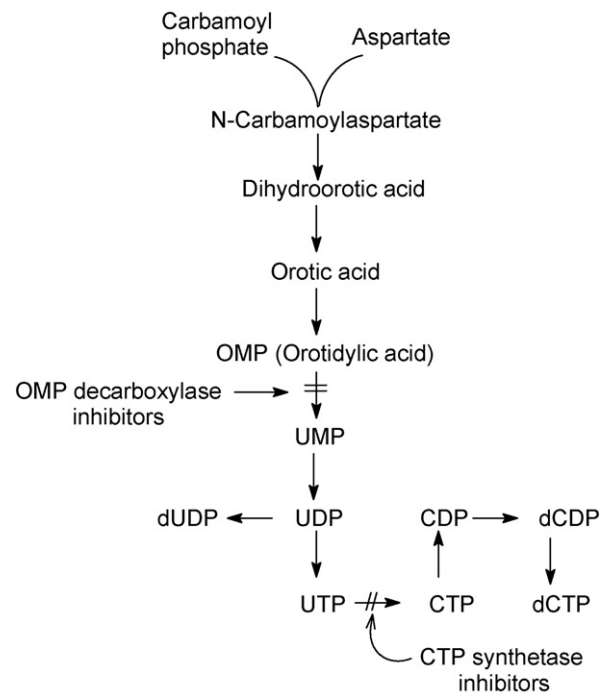 Carbamoyl
phosphate
Aspartate
N-Carbamoylaspartate
Dihydroorotic acid
Orotic acid
OMP (Orotidylic acid)
OMP decarboxylase
inhibitors
UMP
dUDP
UDP
CDP
dCDP
UTP
CTP
dCTP
CTP synthetase
inhibitors